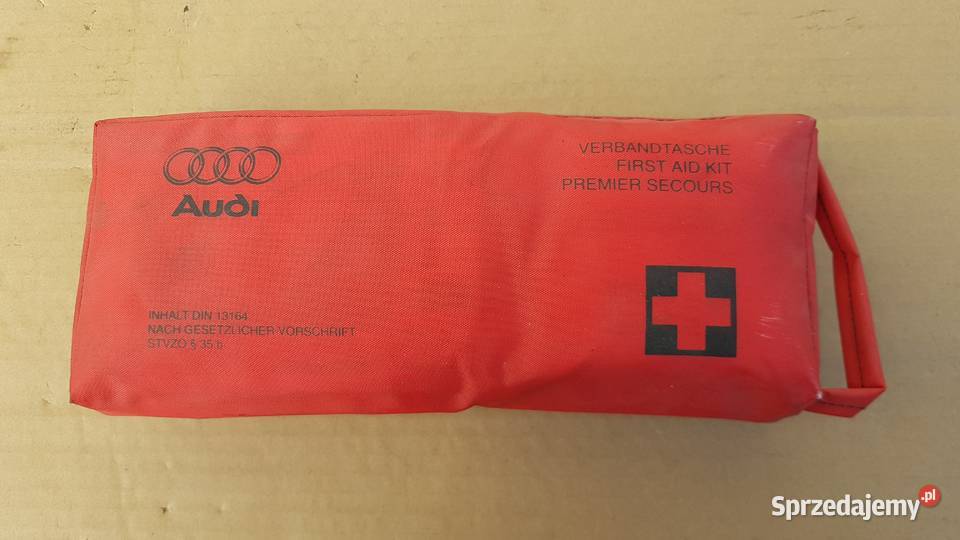 Audi
VERBANDTASCHE
FIRST AID KIT
PREMIER SECOURS
INHALT DIN 13164
NACH GESETZLICHER VORSCHRIFT
STVZO § 35 h
Sprzedajemy.pl